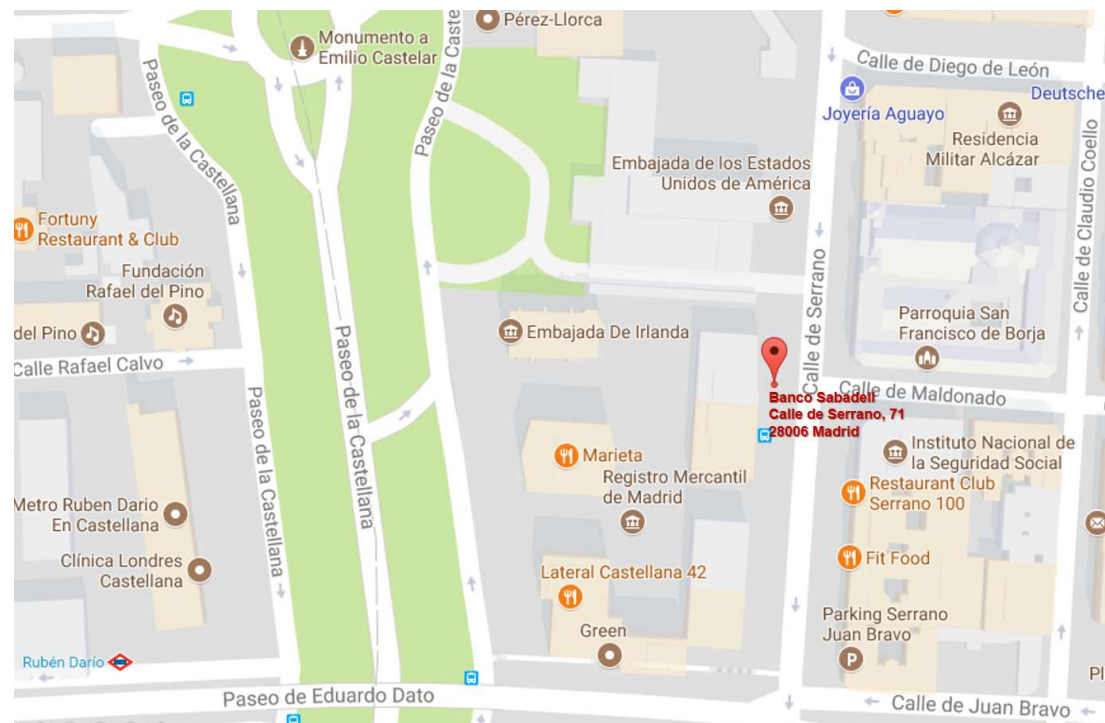 Pérez-Llorca
Monumento a
Emilio Castelar
Paseo de la Castellana
Paseo de la Caste
Calle de Diego de León
Deutsche
Joyería Aguayo
Residencia
Militar Alcázar
Embajada de los Estados
Unidos de América
Fortuny
Restaurant & Club
Fundación
Rafael del Pino
del Pino
Calle Rafael Calvo
Embajada De Irlanda
Paseo de la Castellana
Calle de Serrano
Calle de Claudio Coello
Parroquia San
Francisco de Borja
Calle de Maldonado
Banco Sabadell
Calle de Serrano, 71
28006 Madrid
Paseo de la Castellana
Marieta
Registro Mercantil
de Madrid
Instituto Nacional de
la Seguridad Social
Restaurant Club
Serrano 100
Metro Ruben Dario
En Castellana
Clínica Londres
Castellana
Lateral Castellana 42
Fit Food
Green
Parking Serrano
Juan Bravo
P
Rubén Darío
Pl
Paseo de Eduardo Dato
Calle de Juan Bravo